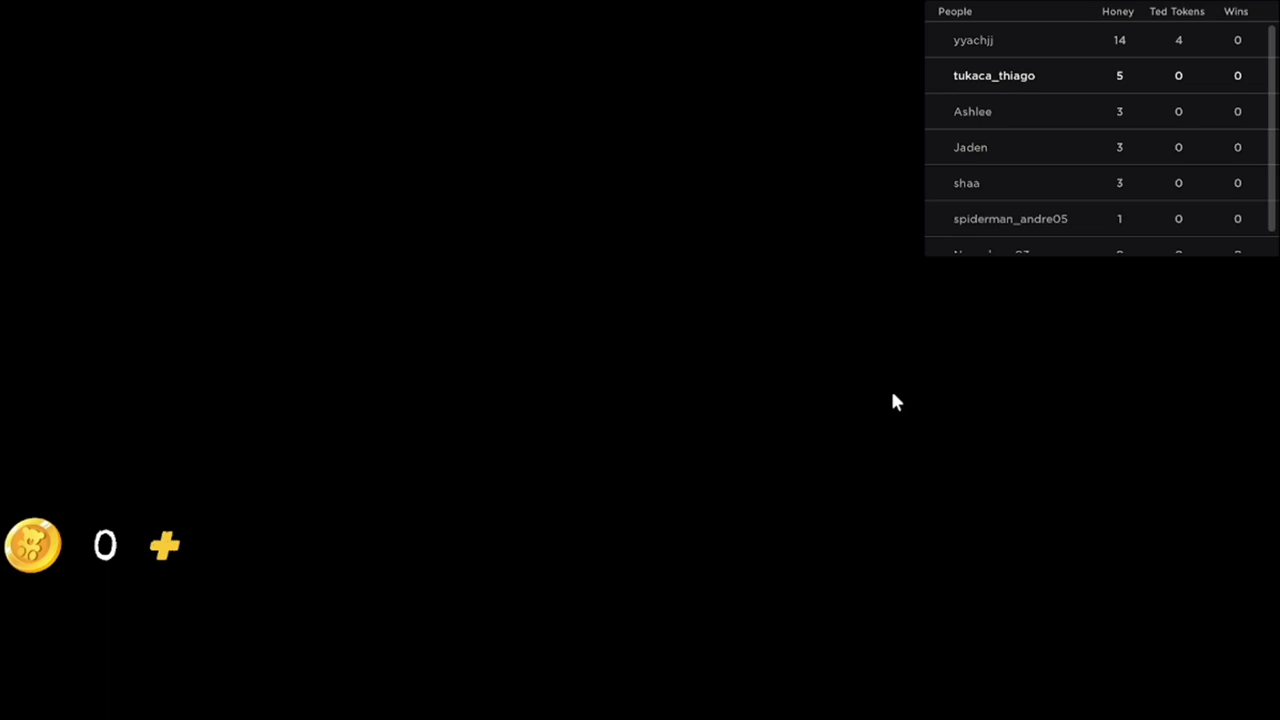 People Honey Ted Tokens Wins
yyachjj 14 4 0
tukaca_thiago 5 0 0
Ashlee 3 0 0
Jaden 3 0 0
shaa 3 0 0
spiderman_andre05 1 0 0
0 +